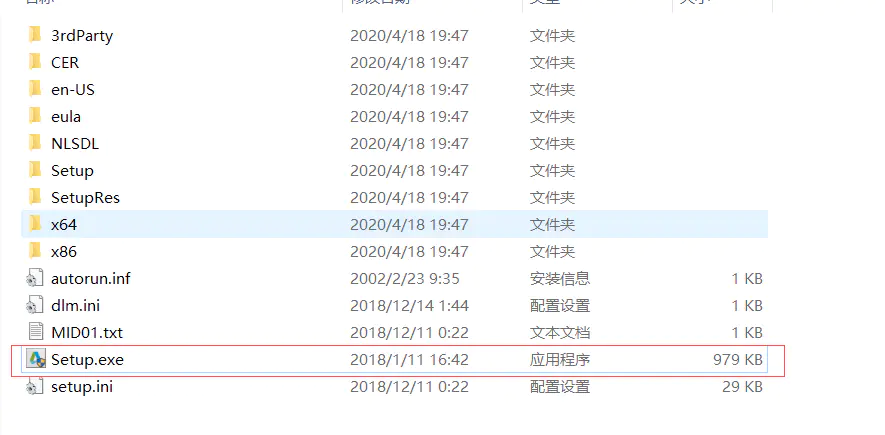 3rdParty 2020/4/18 19:47 文件夹
CER 2020/4/18 19:47 文件夹
en-US 2020/4/18 19:47 文件夹
eula 2020/4/18 19:47 文件夹
NLSDL 2020/4/18 19:47 文件夹
Setup 2020/4/18 19:47 文件夹
SetupRes 2020/4/18 19:47 文件夹
x64 2020/4/18 19:47 文件夹
x86 2020/4/18 19:47 文件夹
autorun.inf 2002/2/23 9:35 安装信息 1 KB
dlm.ini 2018/12/14 1:44 配置设置 1 KB
MID01.txt 2018/12/11 0:22 文本文档 1 KB
Setup.exe 2018/1/11 16:42 应用程序 979 KB
setup.ini 2018/12/11 0:22 配置设置 29 KB